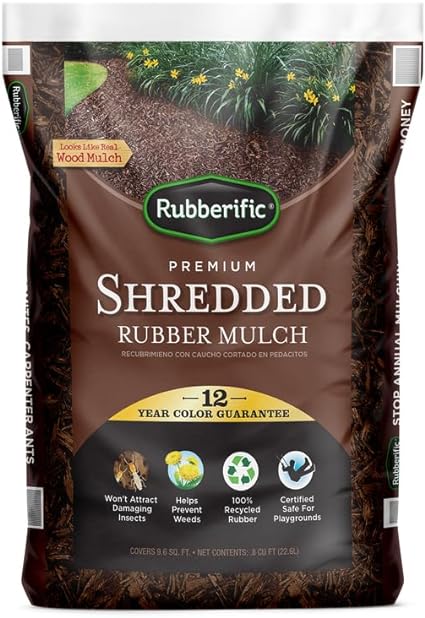 Looks Like Real
Wood Mulch
Rubberific®
PREMIUM
SHREDDED
RUBBER MULCH
RECUBRIMIENO CON CAUCHO CORTADO EN PEDACITOS
12
YEAR COLOR GUARANTEE
Won't Attract
Damaging
Insects
Helps
Prevent
Weeds
100%
Recycled
Rubber
Certified
Safe For
Playgrounds
COVERS 9.6 SQ. FT. • NET CONTENTS: .8 CU FT (22.6L)
CARPENTER ANTS
MONEY
STOP ANNUAL
Rubberific